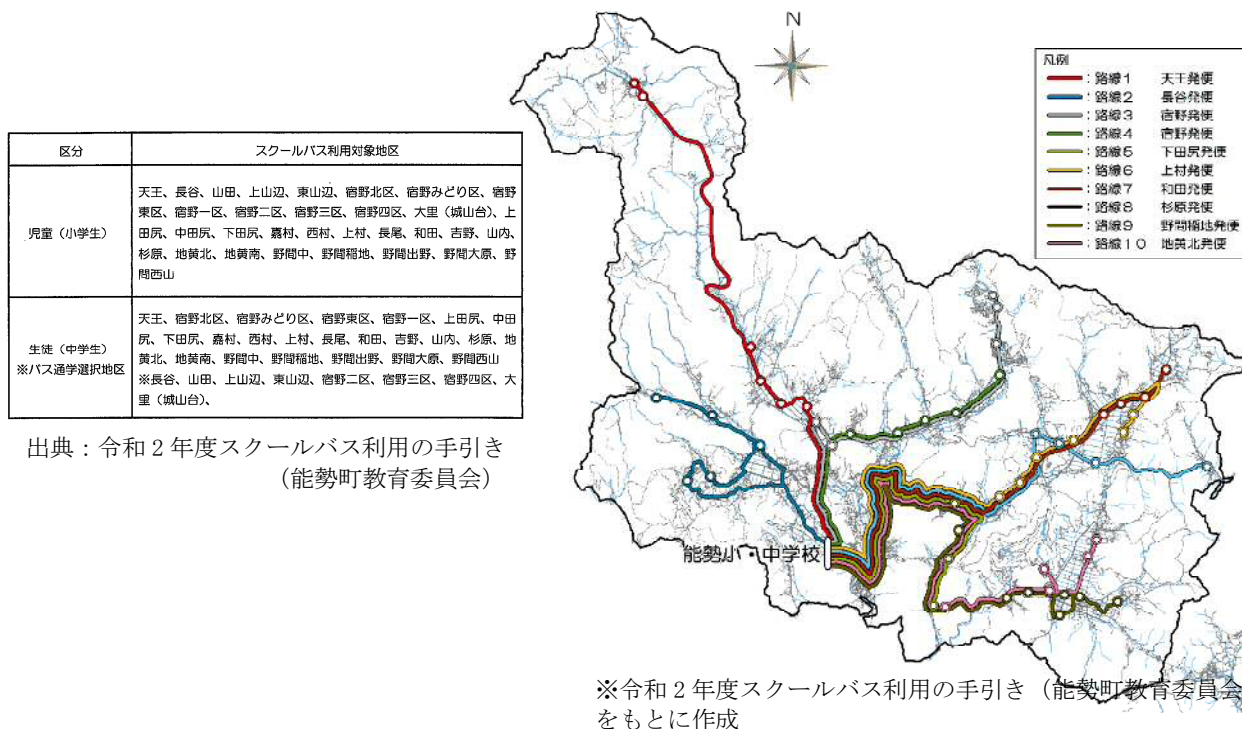 区分 スクールバス利用対象地区
児童(小学生)
天王、長谷、山田、上山辺、東山辺、宿野北区、宿野みどり区、宿野
東区、宿野一区、宿野二区、宿野三区、宿野四区、大里(城山台)、上
田尻、中田尻、下田尻、嘉村、西村、上村、長尾、和田、吉野、山内、
杉原、地黄北、地黄南、野間中、野間稲地、野間出野、野間大原、野
間西山
生徒(中学生)
※バス通学選択地区
天王、宿野北区、宿野みどり区、宿野東区、宿野一区、上田尻、中田
尻、下田尻、嘉村、西村、上村、長尾、和田、吉野、山内、杉原、地
黄北、地黄南、野間中、野間稲地、野間出野、野間大原、野間西山
※長谷、山田、上山辺、東山辺、宿野二区、宿野三区、宿野四区、大
里(城山台)、
出典:令和2年度スクールバス利用の手引き
(能勢町教育委員会)
N
凡例
:路線1 天王発便
:路線2 長谷発便
:路線3 宿野発便
:路線4 宿野発便
:路線5 下田尻発便
:路線6 上村発便
:路線7 和田発便
:路線8 杉原発便
:路線9 野間稲地発便
:路線10 地黄北発便
能勢小・中学校
※令和2年度スクールバス利用の手引き(能勢町教育委員会
をもとに作成